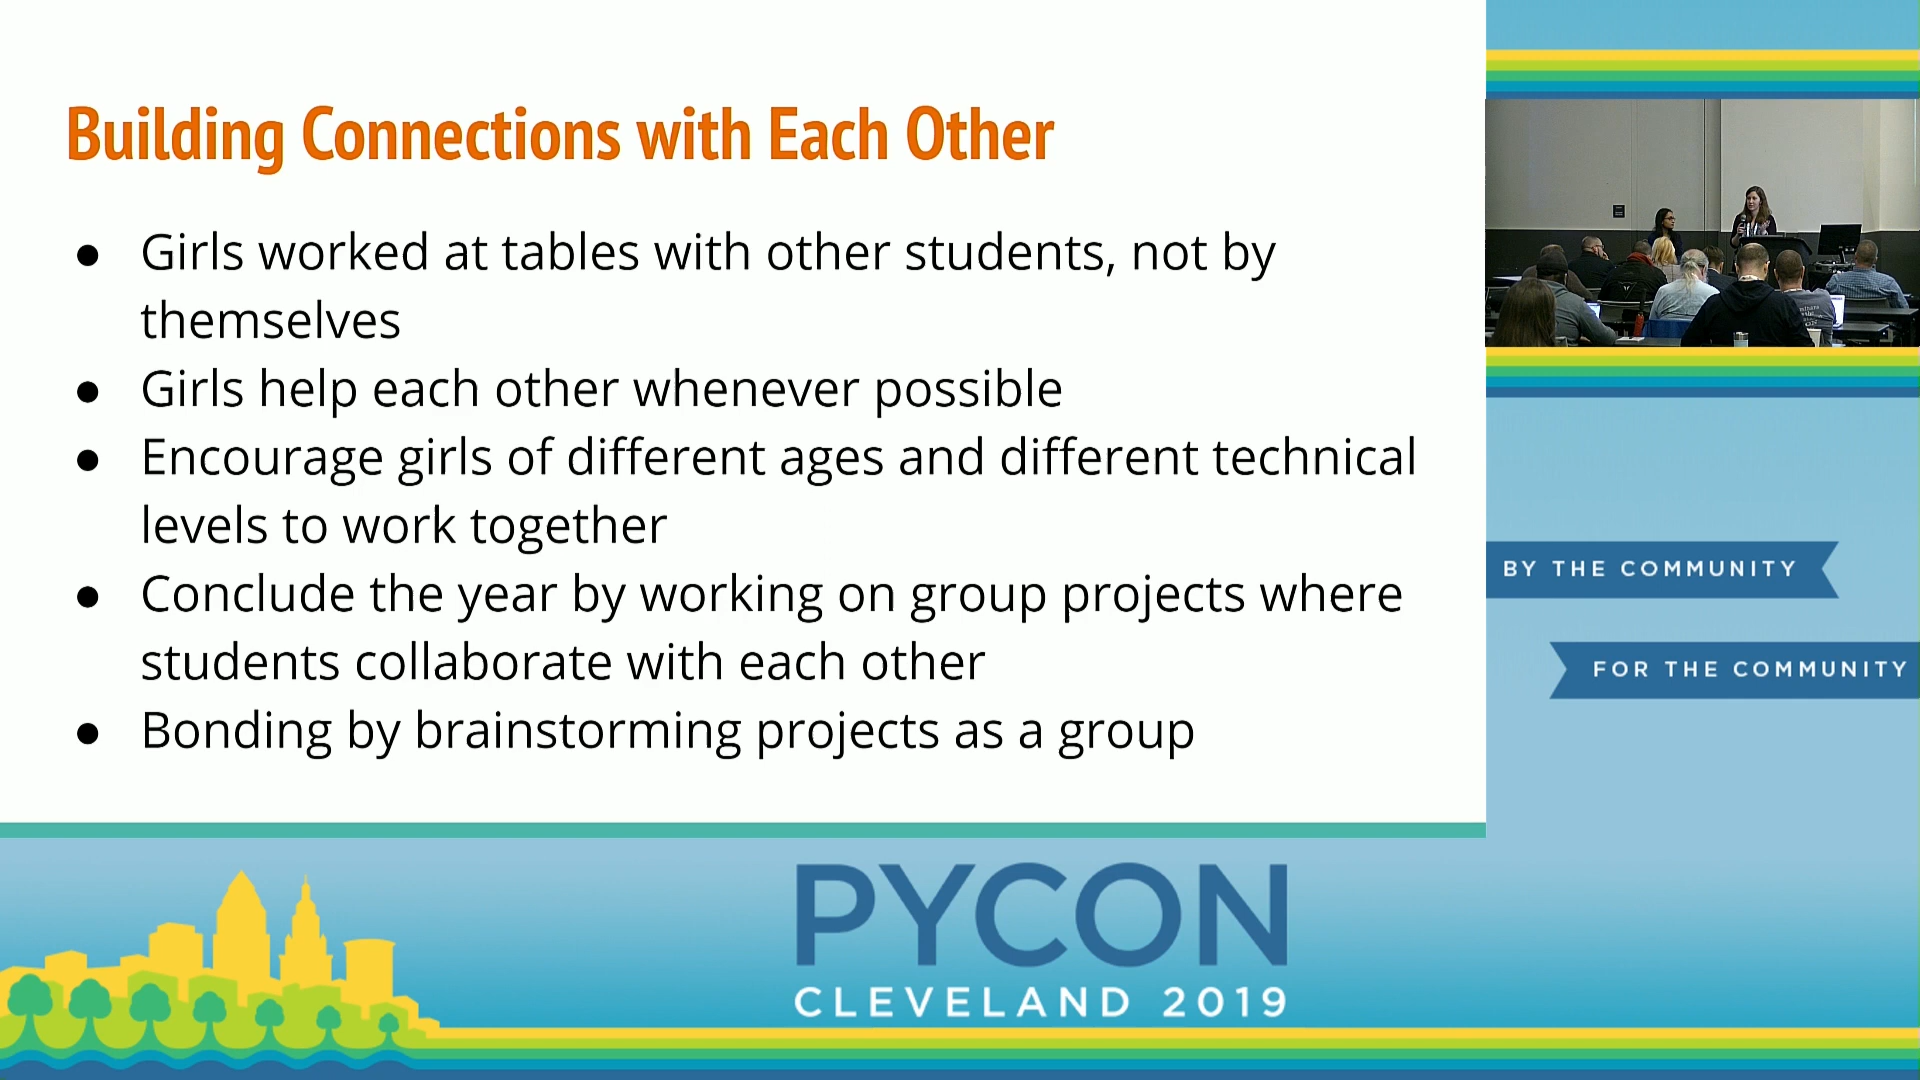 Building Connections with Each Other
● Girls worked at tables with other students, not by
themselves
● Girls help each other whenever possible
● Encourage girls of different ages and different technical
levels to work together
● Conclude the year by working on group projects where
students collaborate with each other
● Bonding by brainstorming projects as a group
BY THE COMMUNITY
FOR THE COMMUNITY
PYCON
CLEVELAND 2019